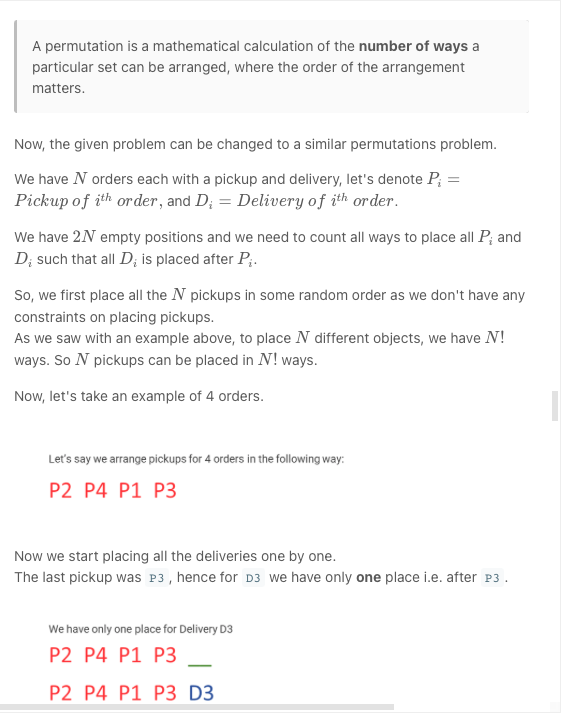 A permutation is a mathematical calculation of the number of ways a
particular set can be arranged, where the order of the arrangement
matters.
Now, the given problem can be changed to a similar permutations problem.
We have N orders each with a pickup and delivery, let's denote Pᵢ =
Pickup of iᵗʰ order, and Dᵢ = Delivery of iᵗʰ order.
We have 2N empty positions and we need to count all ways to place all Pᵢ and
Dᵢ such that all Dᵢ is placed after Pᵢ.
So, we first place all the N pickups in some random order as we don't have any
constraints on placing pickups.
As we saw with an example above, to place N different objects, we have N!
ways. So N pickups can be placed in N! ways.
Now, let's take an example of 4 orders.
Let's say we arrange pickups for 4 orders in the following way:
P2 P4 P1 P3
Now we start placing all the deliveries one by one.
The last pickup was P3 , hence for D3 we have only one place i.e. after P3 .
We have only one place for Delivery D3
P2 P4 P1 P3 __
P2 P4 P1 P3 D3